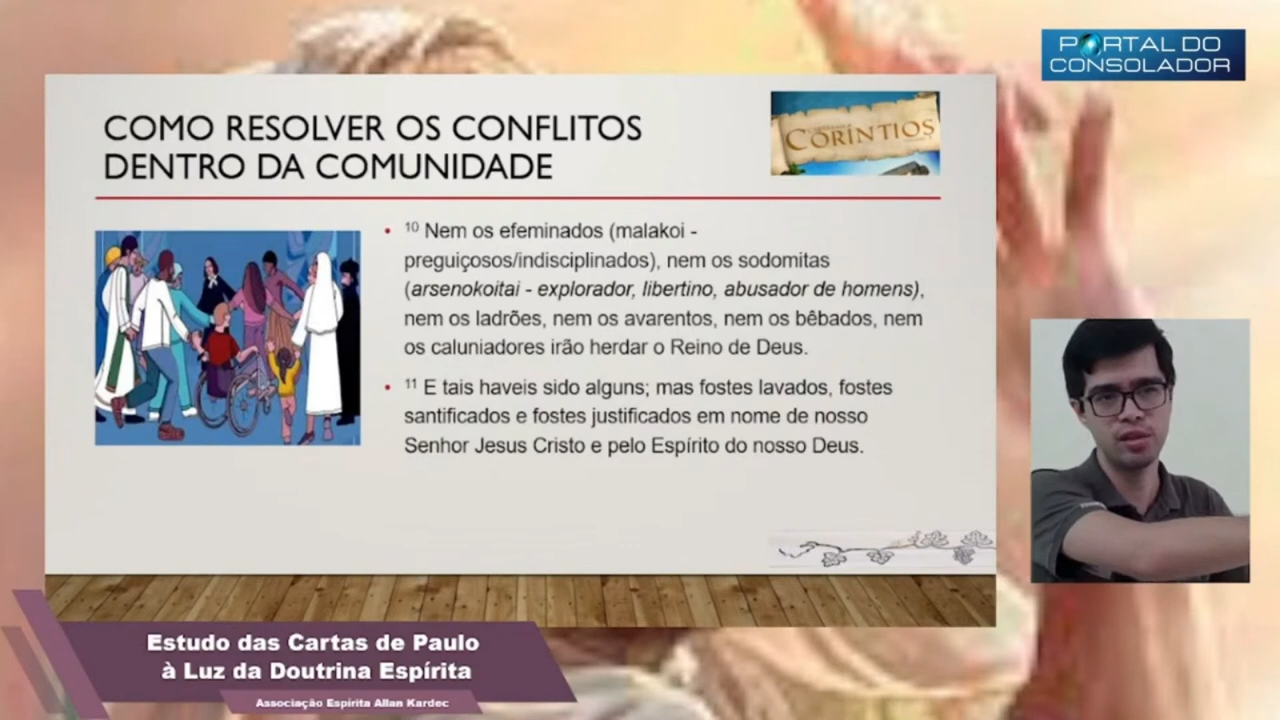 PORTAL DO
CONSOLADOR
COMO RESOLVER OS CONFLITOS
DENTRO DA COMUNIDADE
CORÍNTIOS
• ¹⁰ Nem os efeminados (malakoi -
preguiçosos/indisciplinados), nem os sodomitas
(arsenokoitai - explorador, libertino, abusador de homens),
nem os ladrões, nem os avarentos, nem os bêbados, nem
os caluniadores irão herdar o Reino de Deus.
• ¹¹ E tais haveis sido alguns; mas fostes lavados, fostes
santificados e fostes justificados em nome de nosso
Senhor Jesus Cristo e pelo Espírito do nosso Deus.
Estudo das Cartas de Paulo
à Luz da Doutrina Espírita
Associação Espírita Allan Kardec